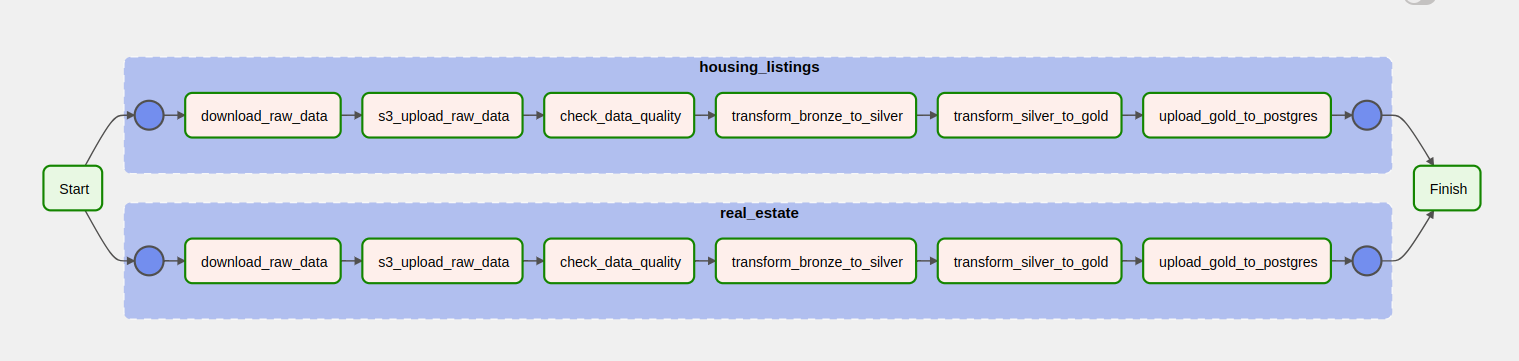 housing_listings
download_raw_data
s3_upload_raw_data
check_data_quality
transform_bronze_to_silver
transform_silver_to_gold
upload_gold_to_postgres
Start
Finish
real_estate
download_raw_data
s3_upload_raw_data
check_data_quality
transform_bronze_to_silver
transform_silver_to_gold
upload_gold_to_postgres